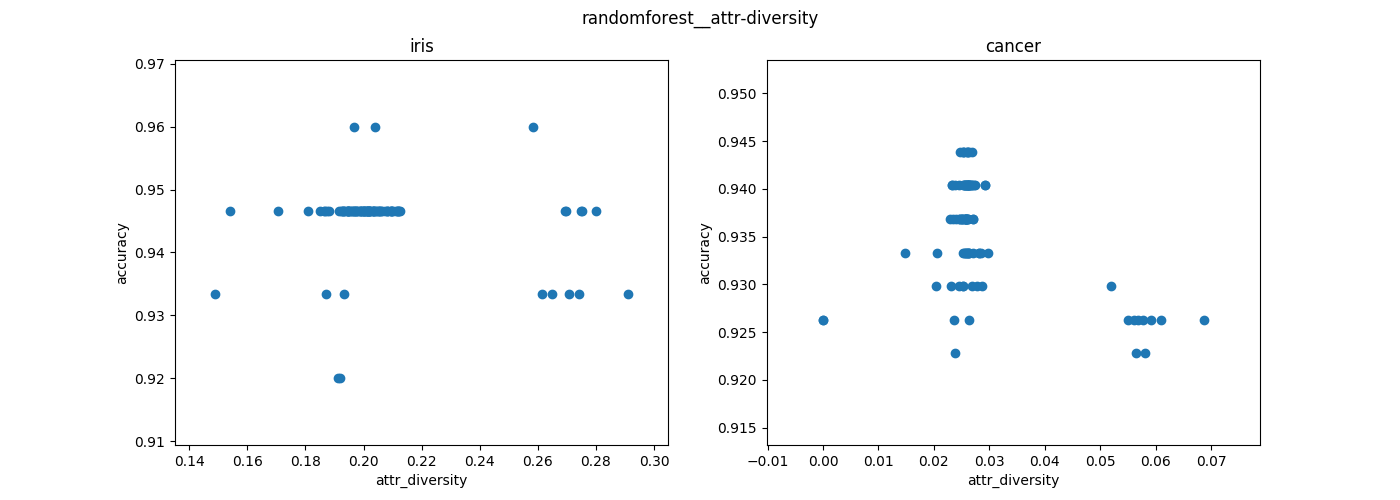 randomforest__attr-diversity
iris
0.97
0.96
0.95
0.94
0.93
0.92
0.91
accuracy
0.14 0.16 0.18 0.20 0.22 0.24 0.26 0.28 0.30
attr_diversity
cancer
0.950
0.945
0.940
0.935
0.930
0.925
0.920
0.915
accuracy
−0.01 0.00 0.01 0.02 0.03 0.04 0.05 0.06 0.07
attr_diversity